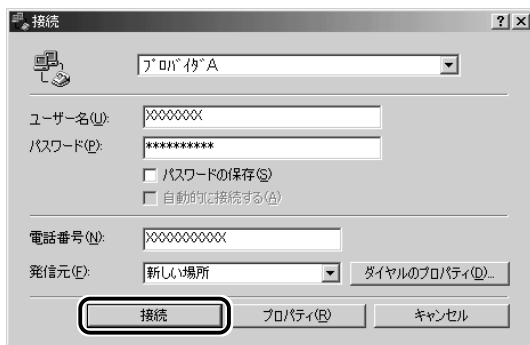 接続
ﾌﾟﾛﾊﾞｲﾀﾞA
ユーザー名(U): XXXXXXX
パスワード(P): **********
パスワードの保存(S)
自動的に接続する(A)
電話番号(N): XXXXXXXXXX
発信元(F): 新しい場所 ダイヤルのプロパティ(D)...
接続 プロパティ(R) キャンセル